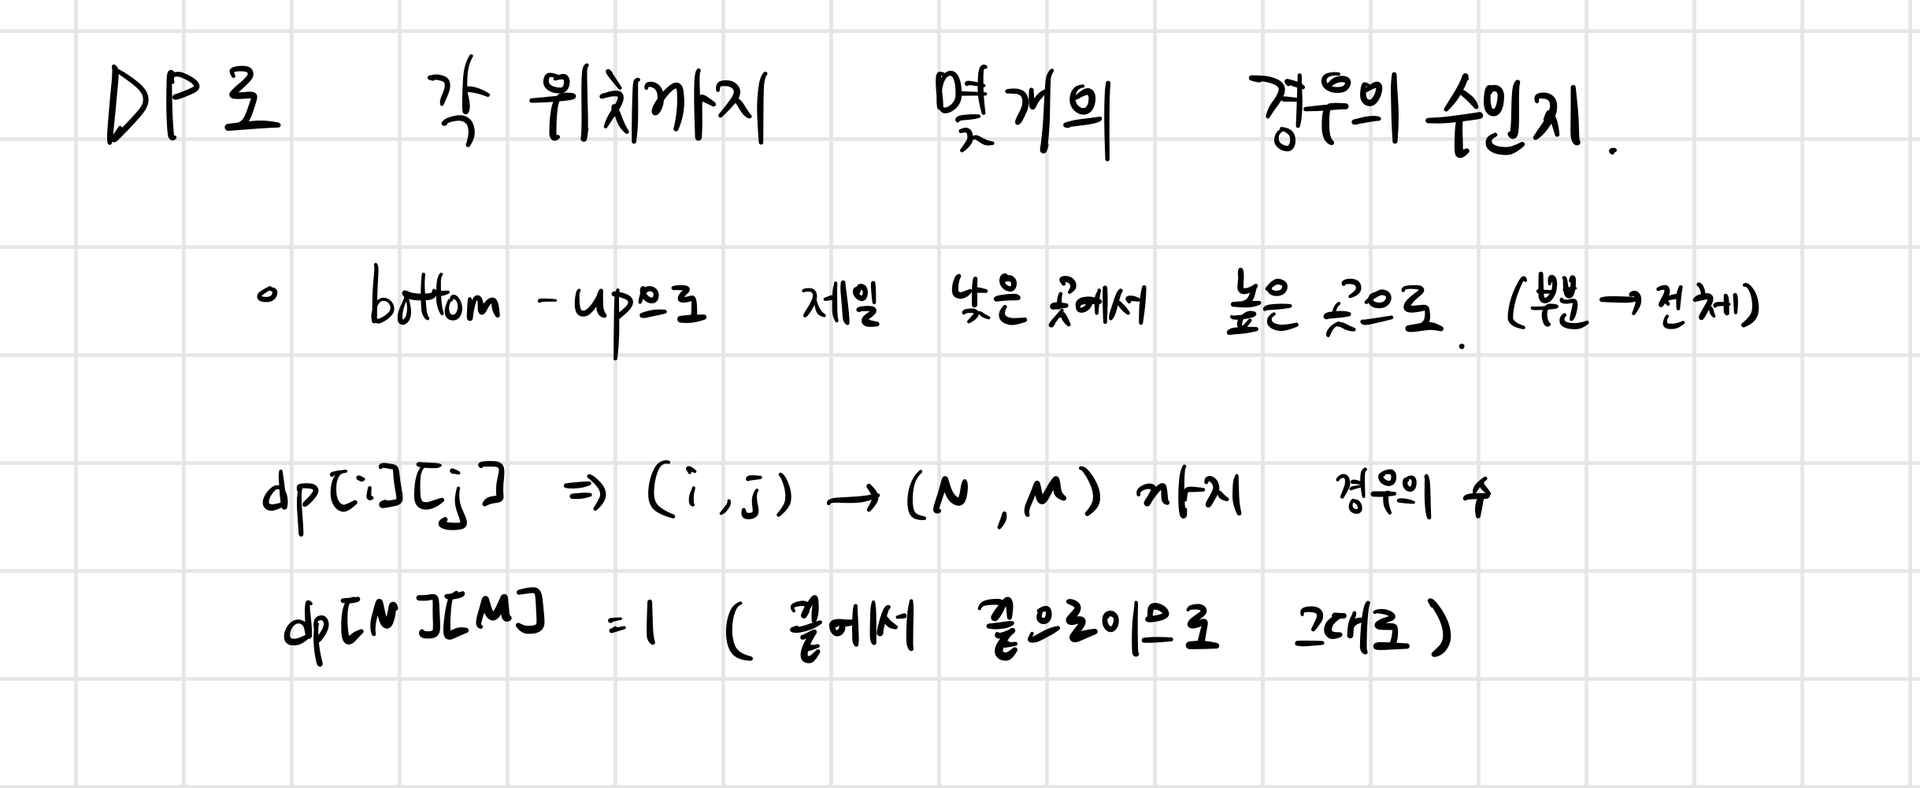 DP로 각 위치까지 몇개의 경우의 수인지.
◦ bottom-up으로 제일 낮은 곳에서 높은 곳으로. (부분→전체)
dp[i][j] ⇒ (i,j) → (N,M) 까지 경우의 수
dp[N][M] =1 (끝에서 끝으로이므로 그대로)